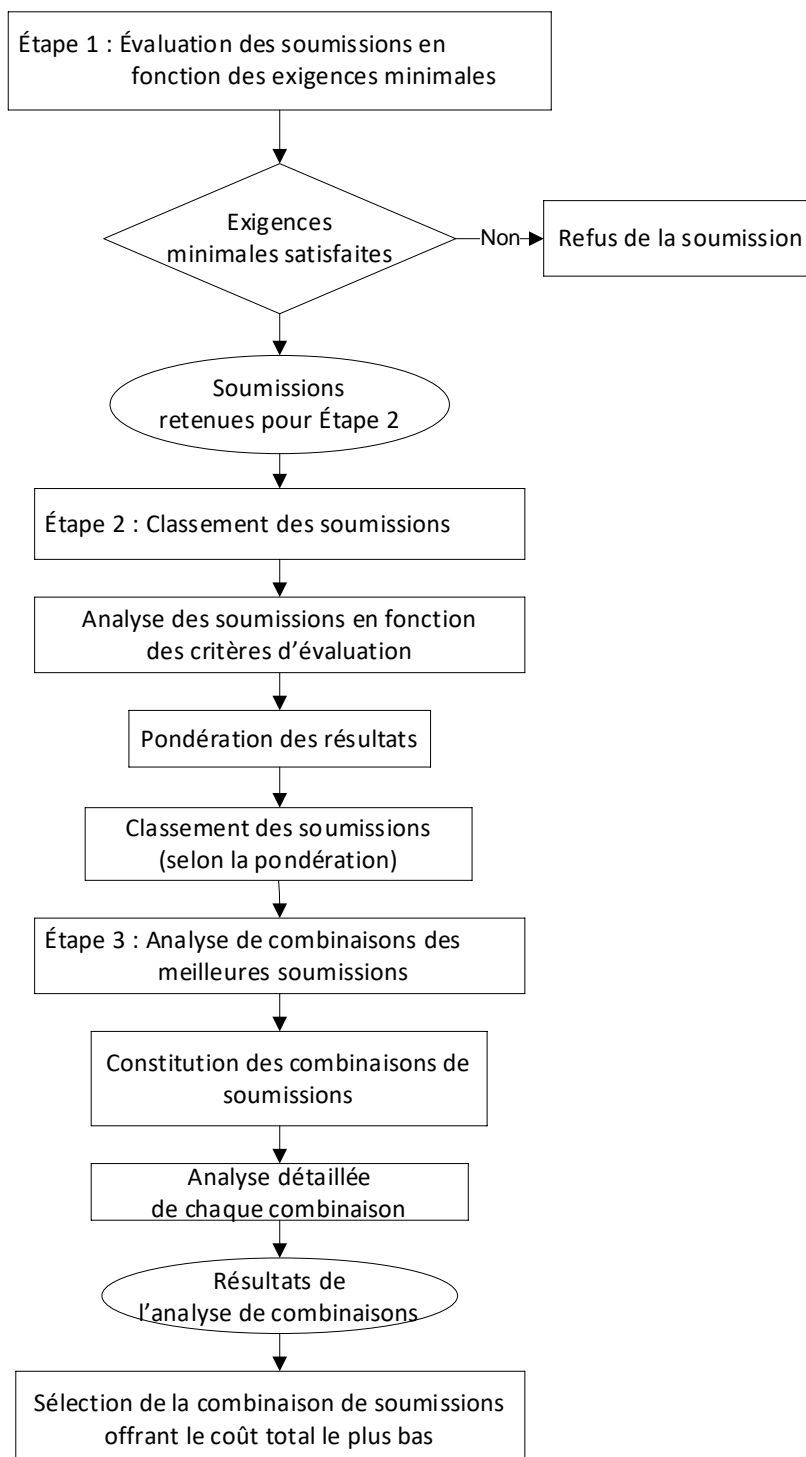 Étape 1 : Évaluation des soumissions en
fonction des exigences minimales
Exigences
minimales satisfaites
Non
Refus de la soumission
Soumissions
retenues pour Étape 2
Étape 2 : Classement des soumissions
Analyse des soumissions en fonction
des critères d’évaluation
Pondération des résultats
Classement des soumissions
(selon la pondération)
Étape 3 : Analyse de combinaisons des
meilleures soumissions
Constitution des combinaisons de
soumissions
Analyse détaillée
de chaque combinaison
Résultats de
l’analyse de combinaisons
Sélection de la combinaison de soumissions
offrant le coût total le plus bas